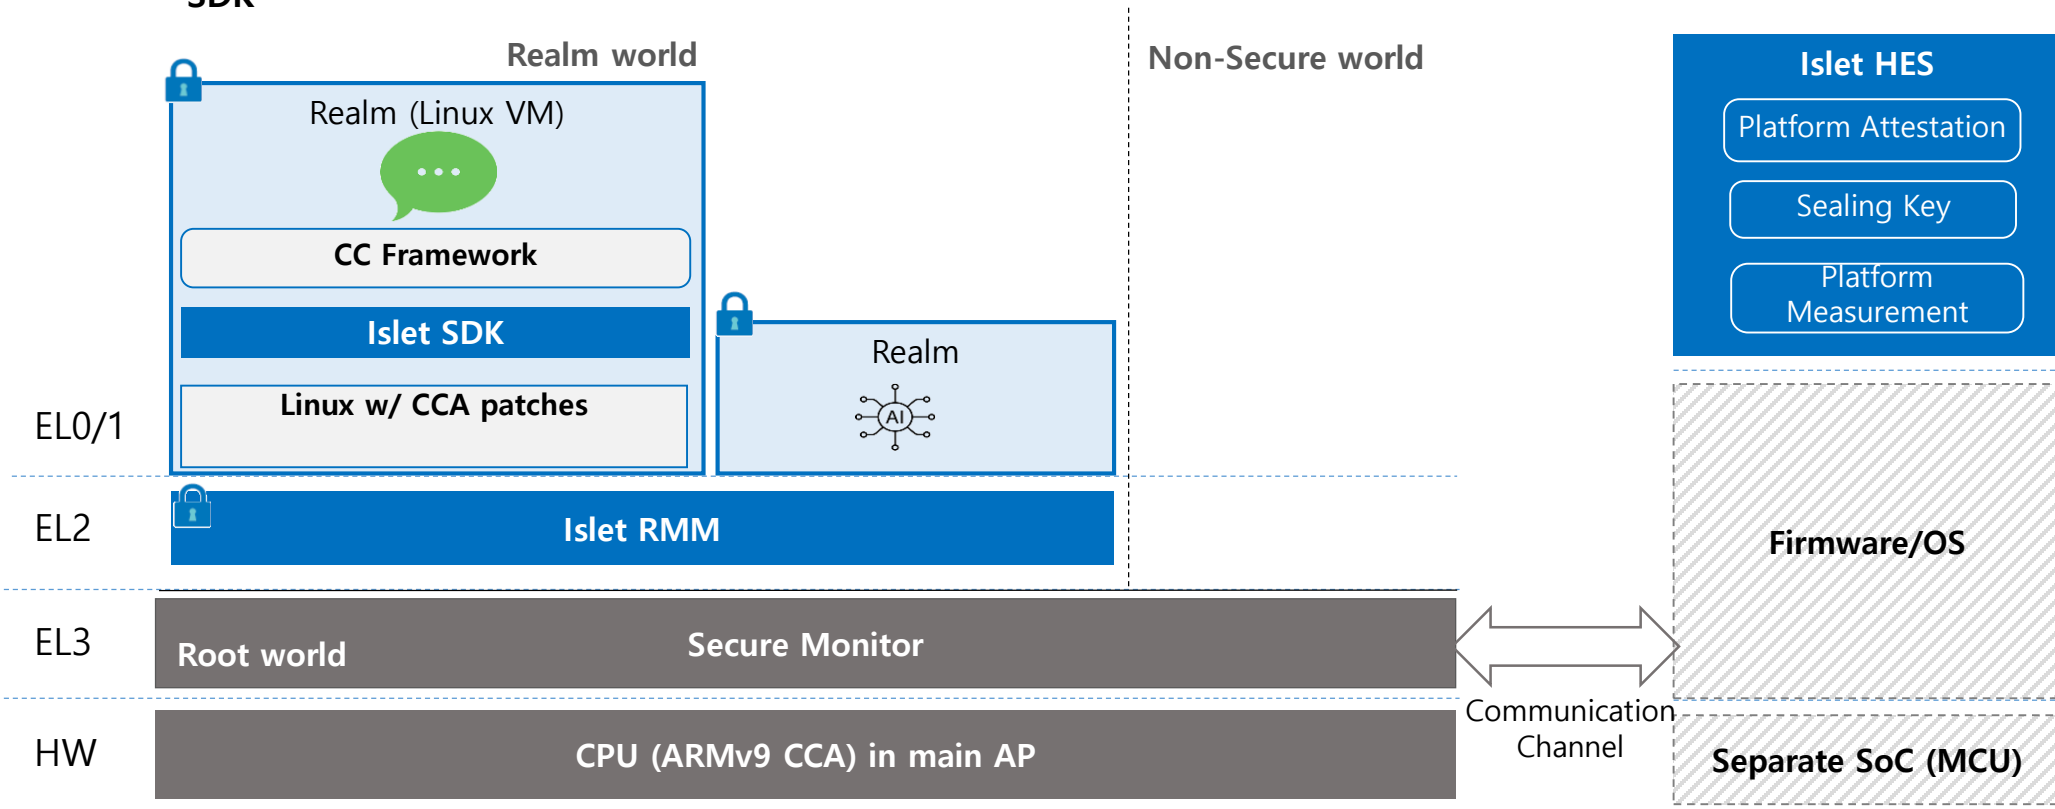 SDK
Realm world
Non-Secure world
Islet HES
Realm (Linux VM)
Platform Attestation
Sealing Key
CC Framework
Platform
Measurement
Islet SDK
Realm
AI
Linux w/ CCA patches
EL0/1
EL2
Islet RMM
Firmware/OS
EL3
Root world
Secure Monitor
Communication
Channel
HW
CPU (ARMv9 CCA) in main AP
Separate SoC (MCU)